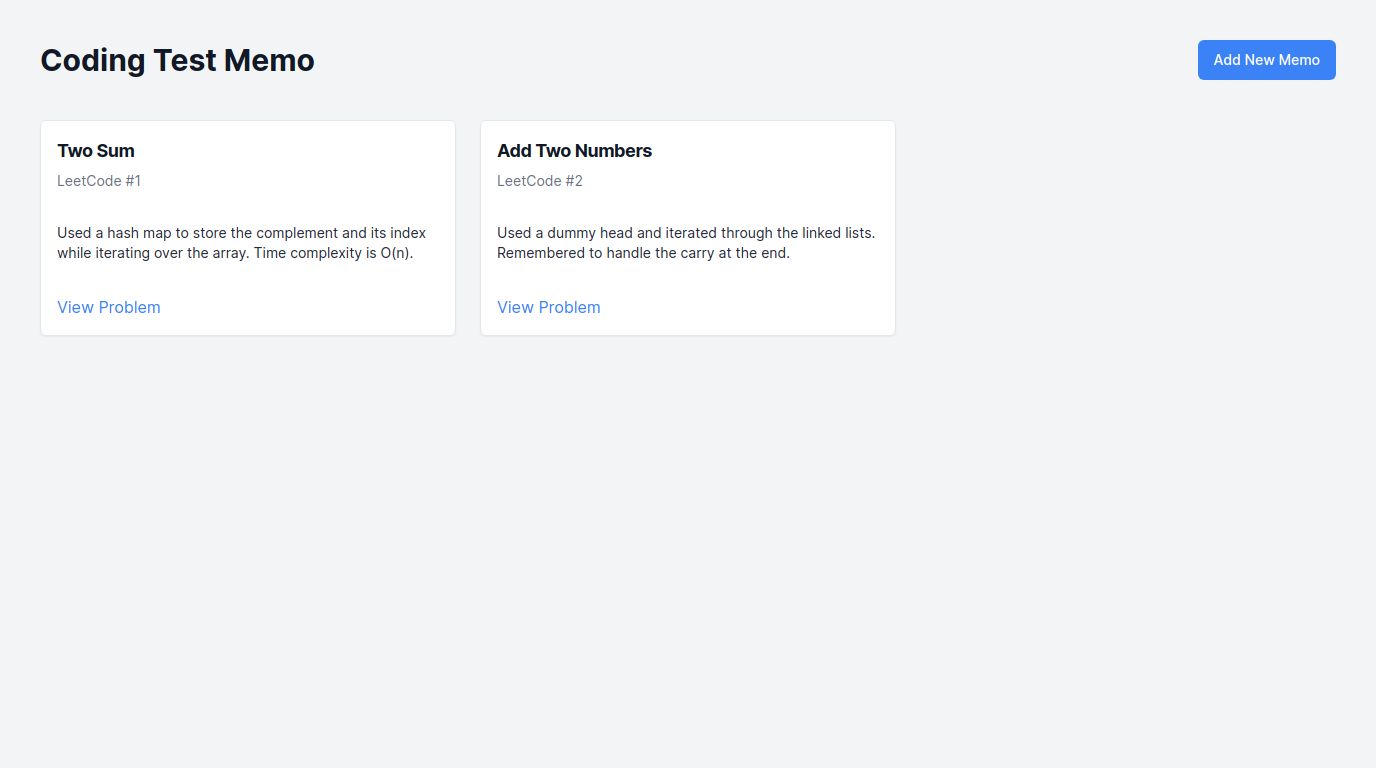 Coding Test Memo
Add New Memo
Two Sum
LeetCode #1
Used a hash map to store the complement and its index
while iterating over the array. Time complexity is O(n).
View Problem
Add Two Numbers
LeetCode #2
Used a dummy head and iterated through the linked lists.
Remembered to handle the carry at the end.
View Problem